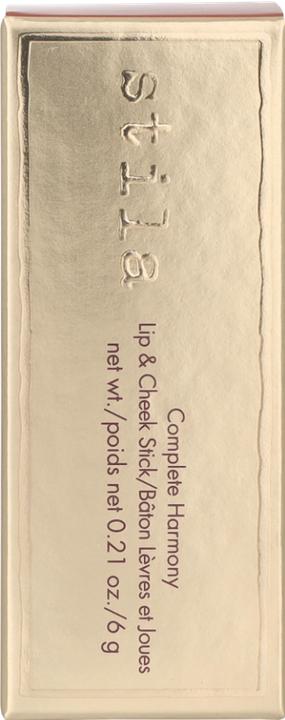 stila
Complete Harmony
Lip & Cheek Stick/Bâton Lèvres et Joues
net wt./poids net 0.21 oz./6 g